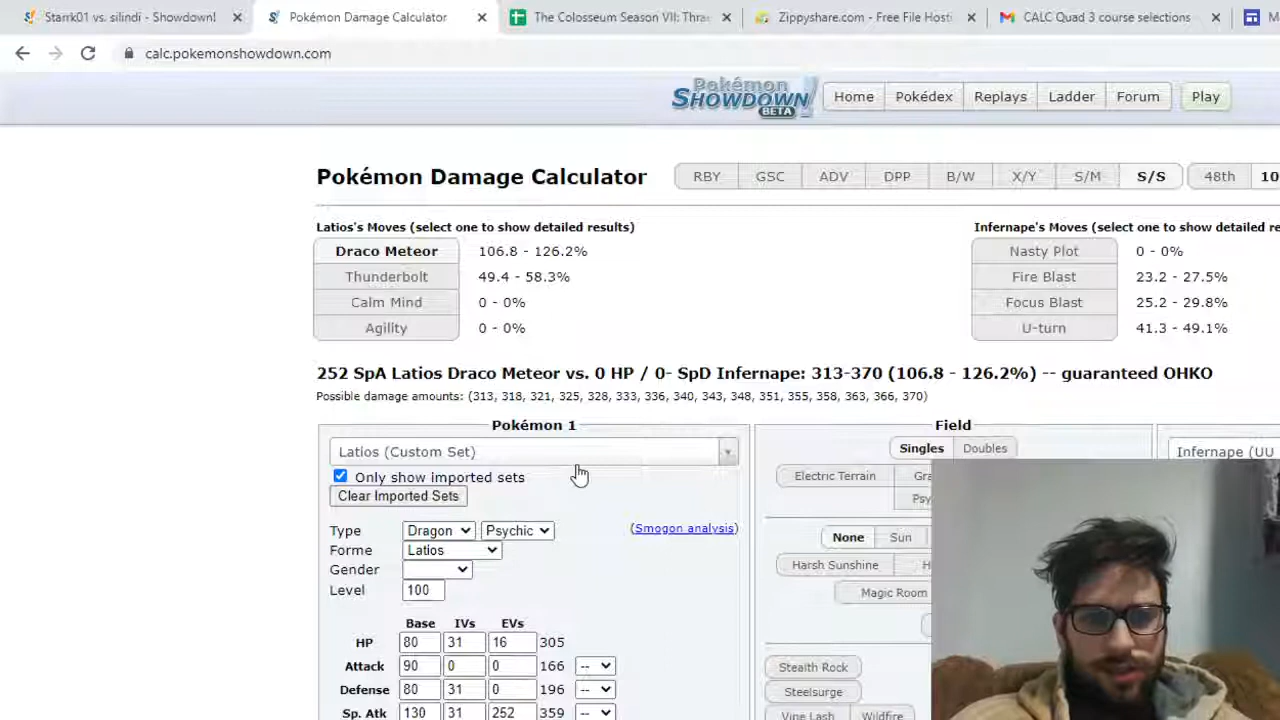 Starrk01 vs. silindi - Showdown!
Pokémon Damage Calculator
The Colosseum Season VII: Thra
Zippyshare.com - Free File Hosti
CALC Quad 3 course selections
calc.pokemonshowdown.com
Pokémon SHOWDOWN! BETA
Home Pokédex Replays Ladder Forum Play
Pokémon Damage Calculator
RBY GSC ADV DPP B/W X/Y S/M S/S 48th 10
Latios's Moves (select one to show detailed results)
Draco Meteor 106.8 - 126.2%
Thunderbolt 49.4 - 58.3%
Calm Mind 0 - 0%
Agility 0 - 0%
Infernape's Moves (select one to show detailed re
Nasty Plot 0 - 0%
Fire Blast 23.2 - 27.5%
Focus Blast 25.2 - 29.8%
U-turn 41.3 - 49.1%
252 SpA Latios Draco Meteor vs. 0 HP / 0- SpD Infernape: 313-370 (106.8 - 126.2%) -- guaranteed OHKO
Possible damage amounts: (313, 318, 321, 325, 328, 333, 336, 340, 343, 348, 351, 355, 358, 363, 366, 370)
Pokémon 1
Latios (Custom Set)
Only show imported sets
Clear Imported Sets
Type Dragon Psychic (Smogon analysis)
Forme Latios
Gender
Level 100
Base IVs EVs
HP 80 31 16 305
Attack 90 0 0 166 --
Defense 80 31 0 196 --
Sp. Atk 130 31 252 359 --
Field
Singles Doubles
Electric Terrain Gra
Psy
None Sun
Harsh Sunshine H
Magic Room
Stealth Rock
Steelsurge
Vine Lash Wildfire
Infernape (UU